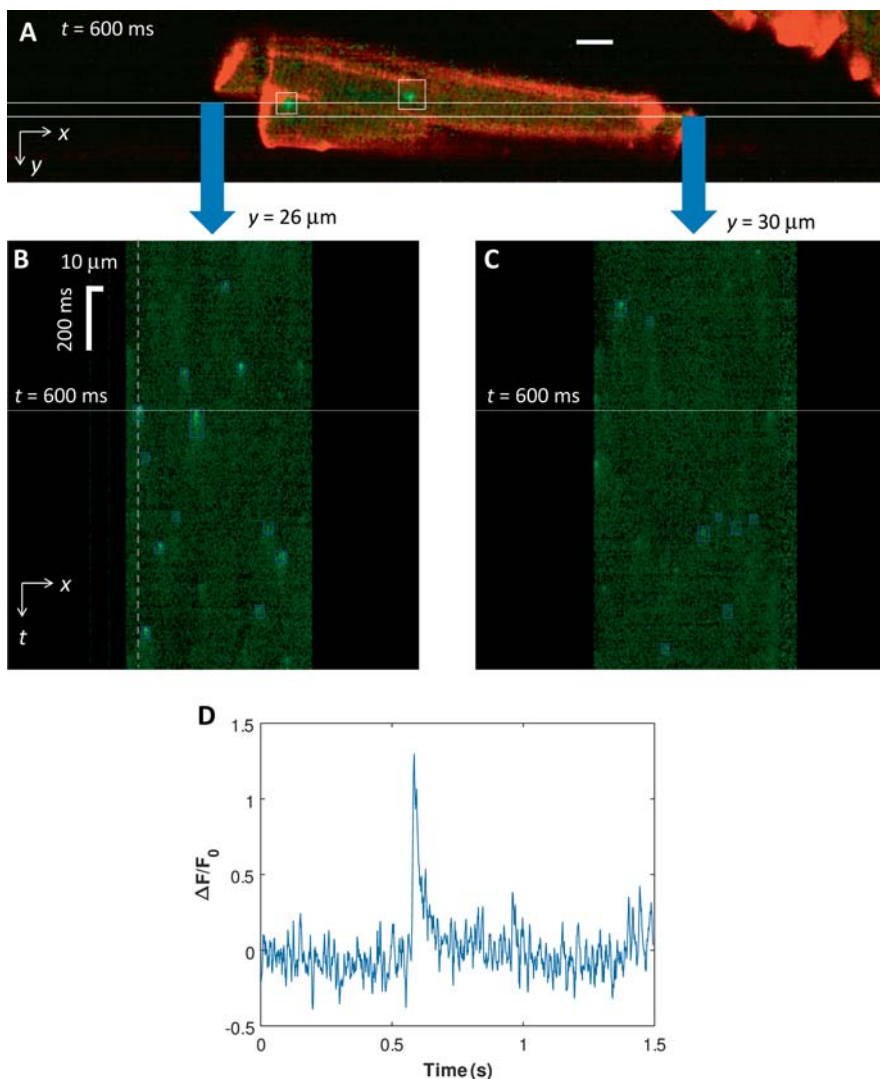 A
t = 600 ms
x
y
y = 26 µm
y = 30 µm
B
10 µm
200 ms
t = 600 ms
x
t
C
t = 600 ms
D
1.5
1
0.5
0
-0.5
ΔF/F0
0
0.5
1
1.5
Time (s)